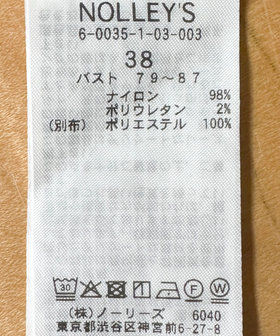 NOLLEY'S
6-0035-1-03-003
38
バスト 79～87
ナイロン 98%
ポリウレタン 2%
(別布) ポリエステル 100%
30 F W
(株)ノーリーズ 6040
東京都渋谷区神宮前6-27-8